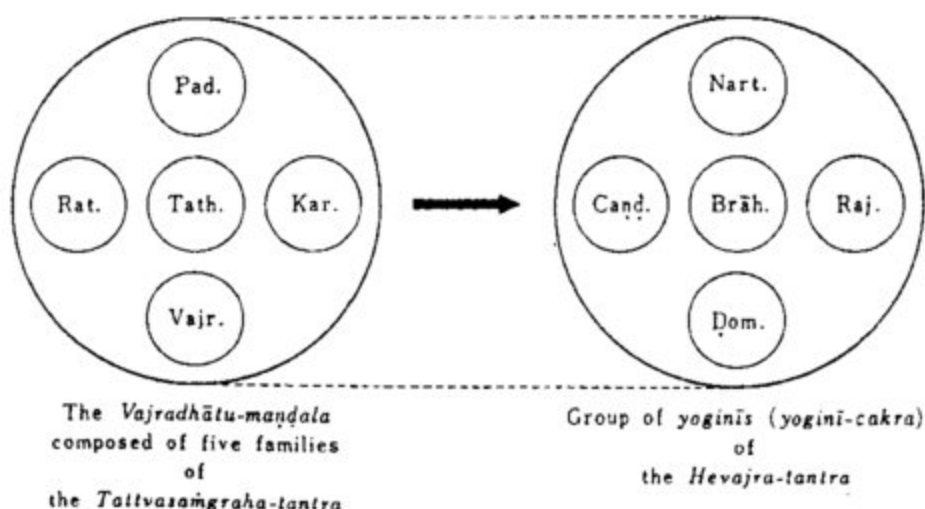 Pad.
Rat. Tath. Kar.
Vajr.
The Vajradhātu-maṇḍala
composed of five families
of
the Tattvasaṁgraha-tantra
Nart.
Caṇḍ. Brāh. Raj.
Ḍom.
Group of yoginīs (yoginī-cakra)
of
the Hevajra-tantra